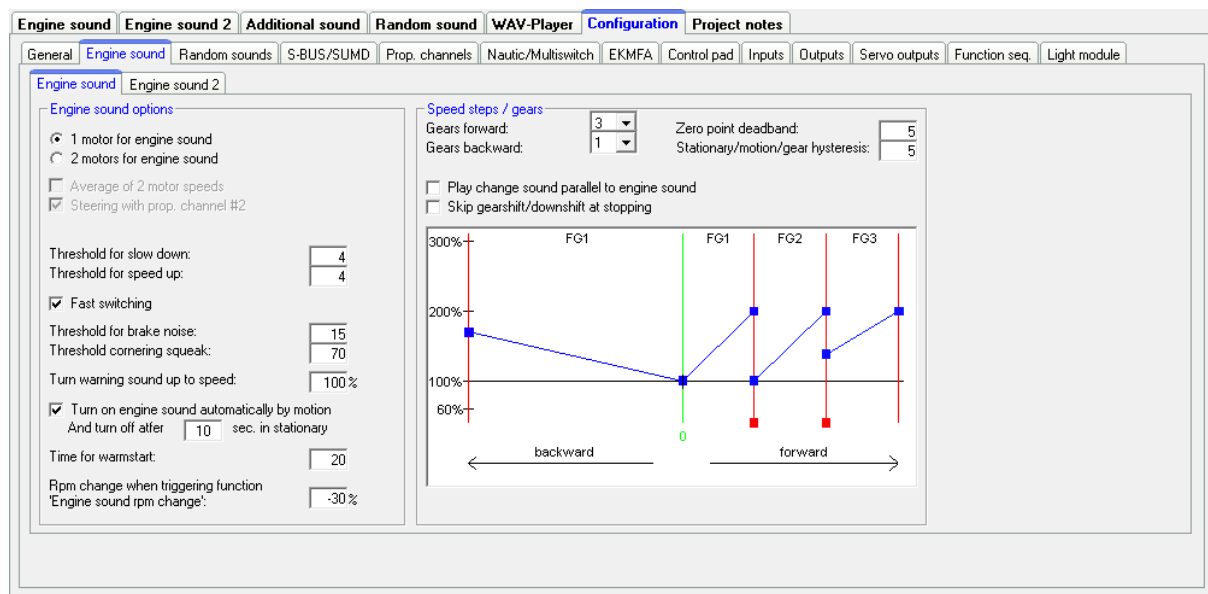 Engine sound Engine sound 2 Additional sound Random sound WAV-Player Configuration Project notes
General Engine sound Random sounds S-BUS/SUMD Prop. channels Nautic/Multiswitch EKMFA Control pad Inputs Outputs Servo outputs Function seq. Light module
Engine sound Engine sound 2
Engine sound options
1 motor for engine sound
2 motors for engine sound
Average of 2 motor speeds
Steering with prop. channel #2
Threshold for slow down: 4
Threshold for speed up: 4
Fast switching
Threshold for brake noise: 15
Threshold cornering squeak: 70
Turn warning sound up to speed: 100 %
Turn on engine sound automatically by motion
And turn off atfer 10 sec. in stationary
Time for warmstart: 20
Rpm change when triggering function
'Engine sound rpm change': -30 %
Speed steps / gears
Gears forward: 3 Zero point deadband: 5
Gears backward: 1 Stationary/motion/gear hysteresis: 5
Play change sound parallel to engine sound
Skip gearshift/downshift at stopping
300% FG1 FG1 FG2 FG3
200%
100%
60%
0
backward forward